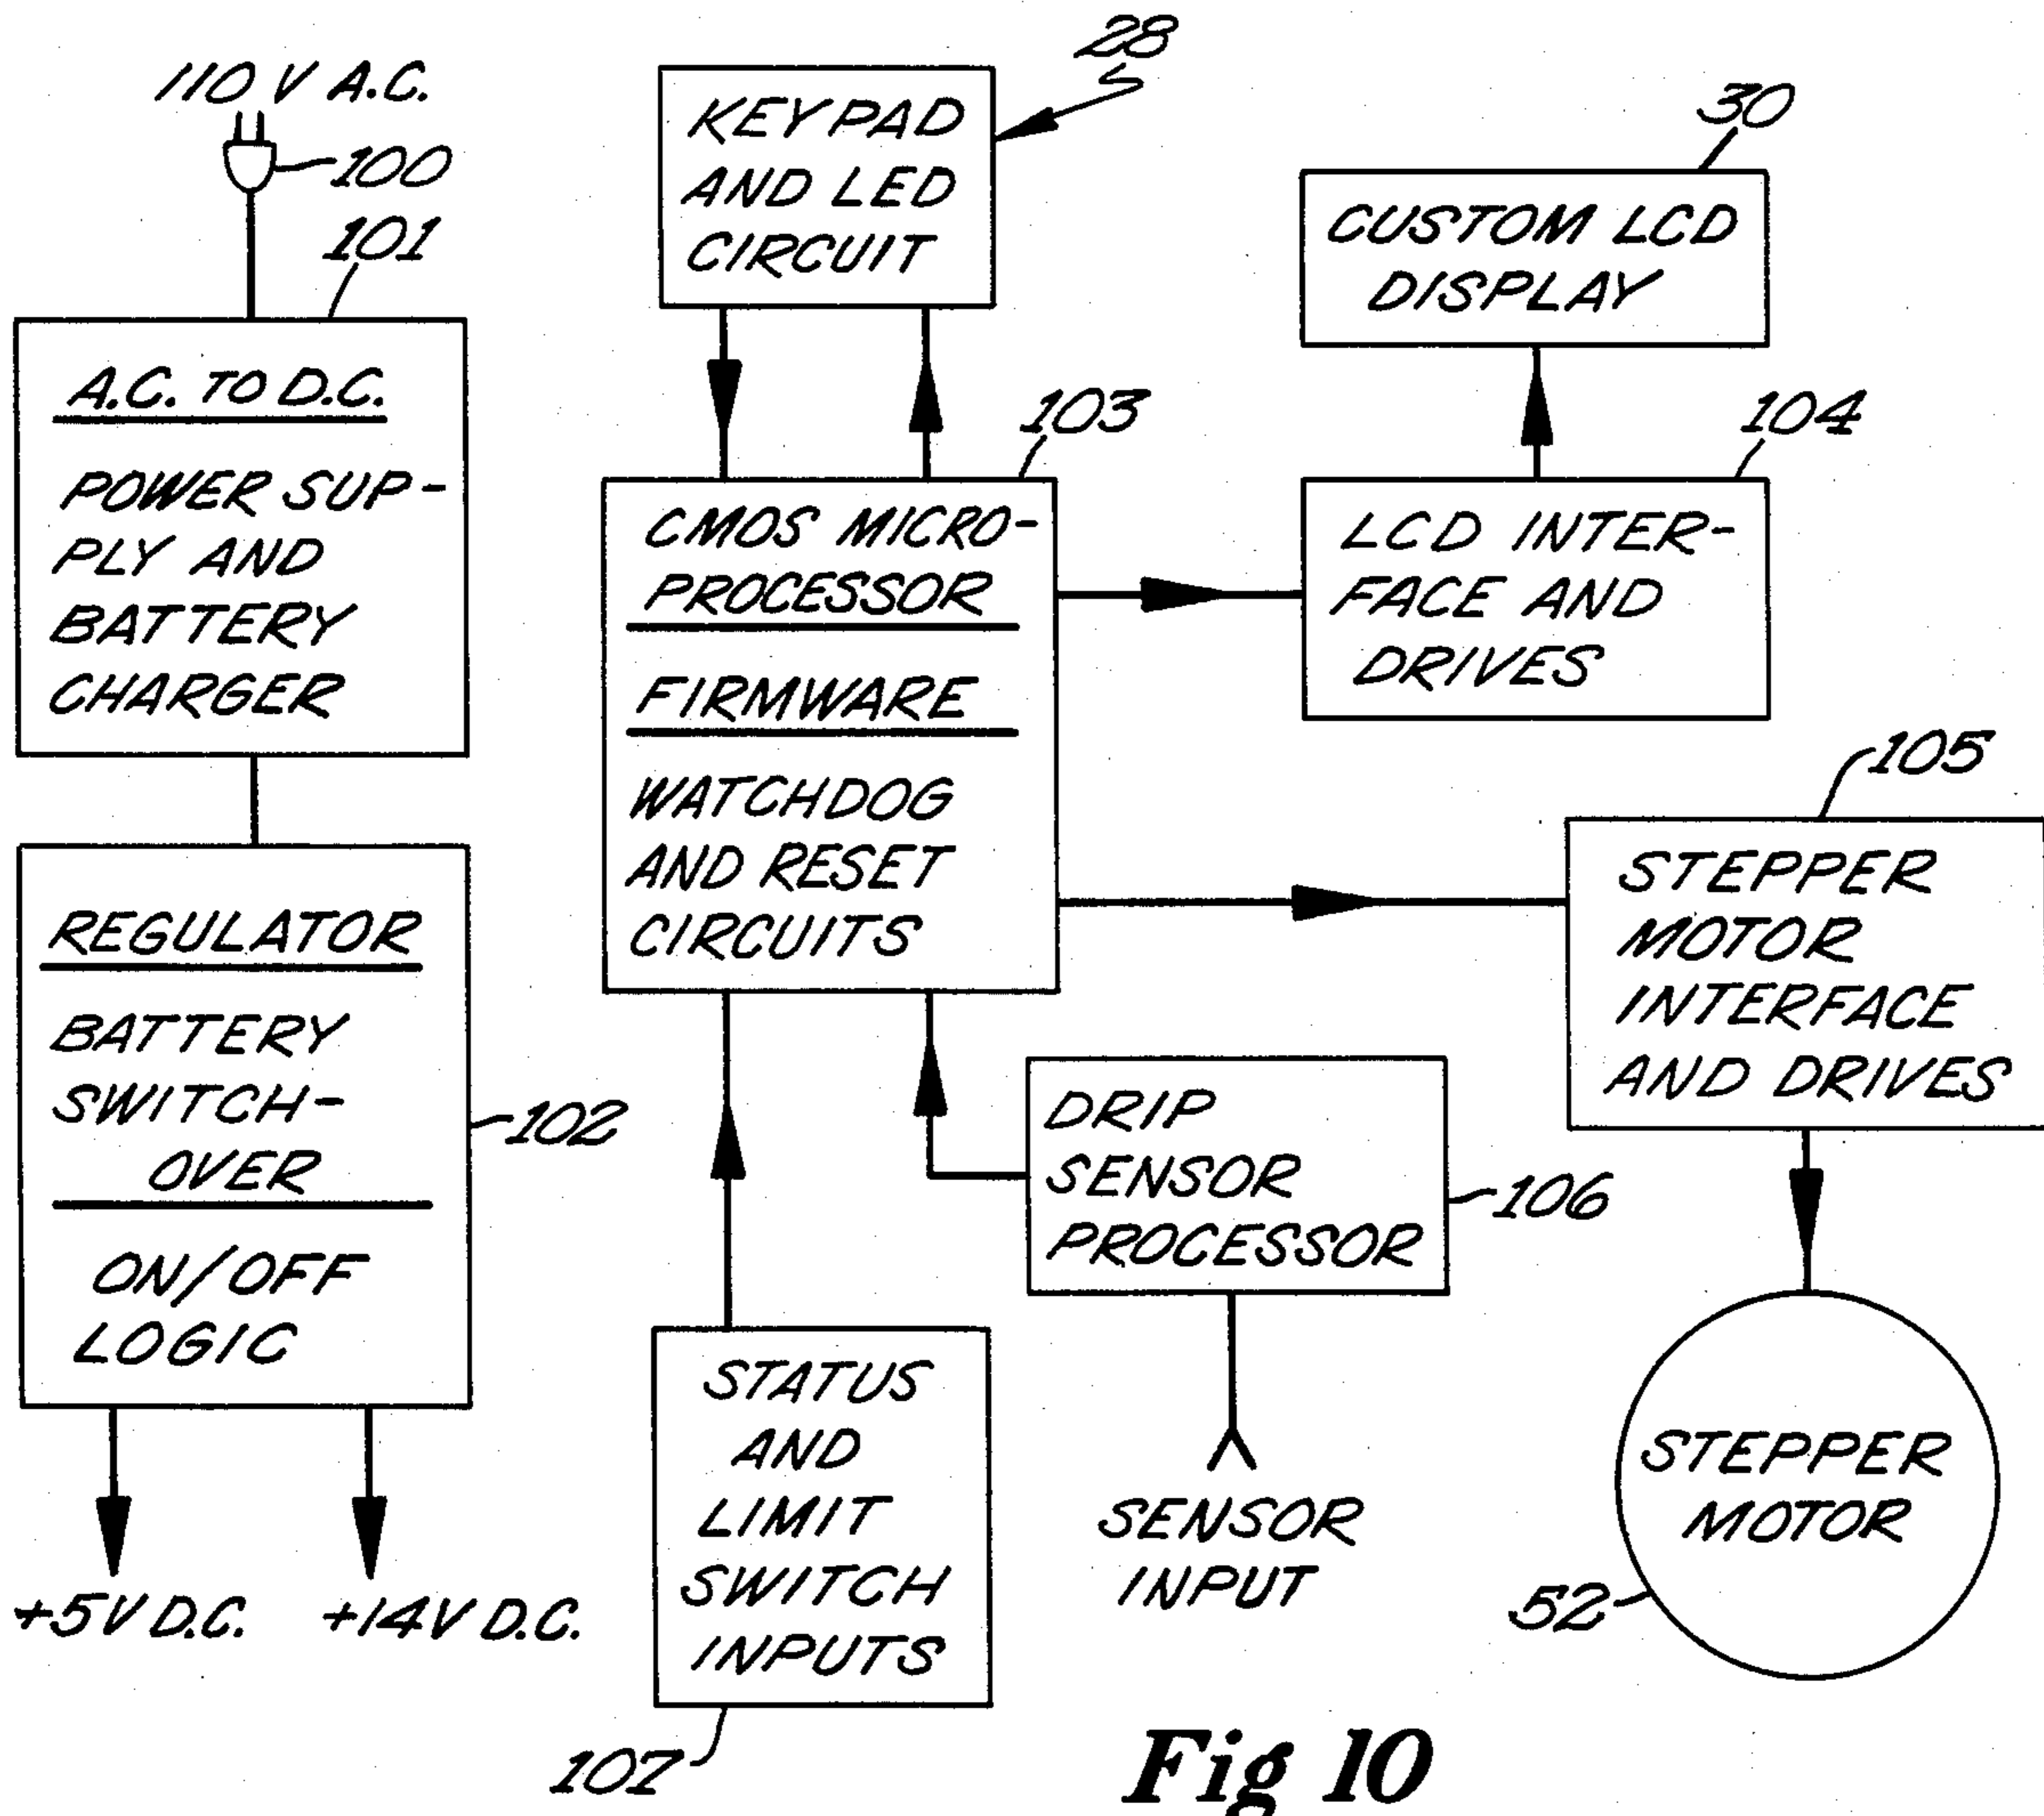 110 V A.C.
100
101
A.C. TO D.C.
POWER SUP-
PLY AND
BATTERY
CHARGER
REGULATOR
BATTERY
SWITCH-
OVER
ON/OFF
LOGIC
102
+5V D.C.
+14V D.C.
28
KEYPAD
AND LED
CIRCUIT
103
CMOS MICRO-
PROCESSOR
FIRMWARE
WATCHDOG
AND RESET
CIRCUITS
30
CUSTOM LCD
DISPLAY
104
LCD INTER-
FACE AND
DRIVES
105
STEPPER
MOTOR
INTERFACE
AND DRIVES
DRIP
SENSOR
PROCESSOR
106
SENSOR
INPUT
STATUS
AND
LIMIT
SWITCH
INPUTS
107
STEPPER
MOTOR
52
Fig 10